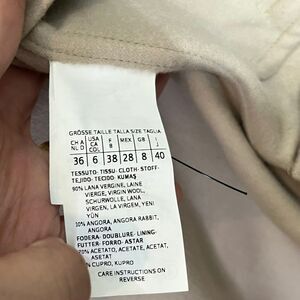 GRÖSSE TAILLE TALLA SIZE TAGLIA
CH A NL D USA CA CDL F B MEX GB I J
36 6 38 28 8 40
TESSUTO-TISSU-CLOTH-STOFF-
TEJIDO-TECIDO-KUMAŞ
90% LANA VERGINE, LAINE
VIERGE, VIRGIN WOOL,
SCHURWOLLE, LANA
VIRGEN, LA VIRGEM, YENİ
YÜN
10% ANGORA, ANGORA RABBIT,
ANGORA
FODERA-DOUBLURE-LINING-
FUTTER-FORRO-ASTAR
ACETATO, ACETATE, ACETAT,
ASETAT
CUPRO, KUPRO
CARE INSTRUCTIONS ON
REVERSE